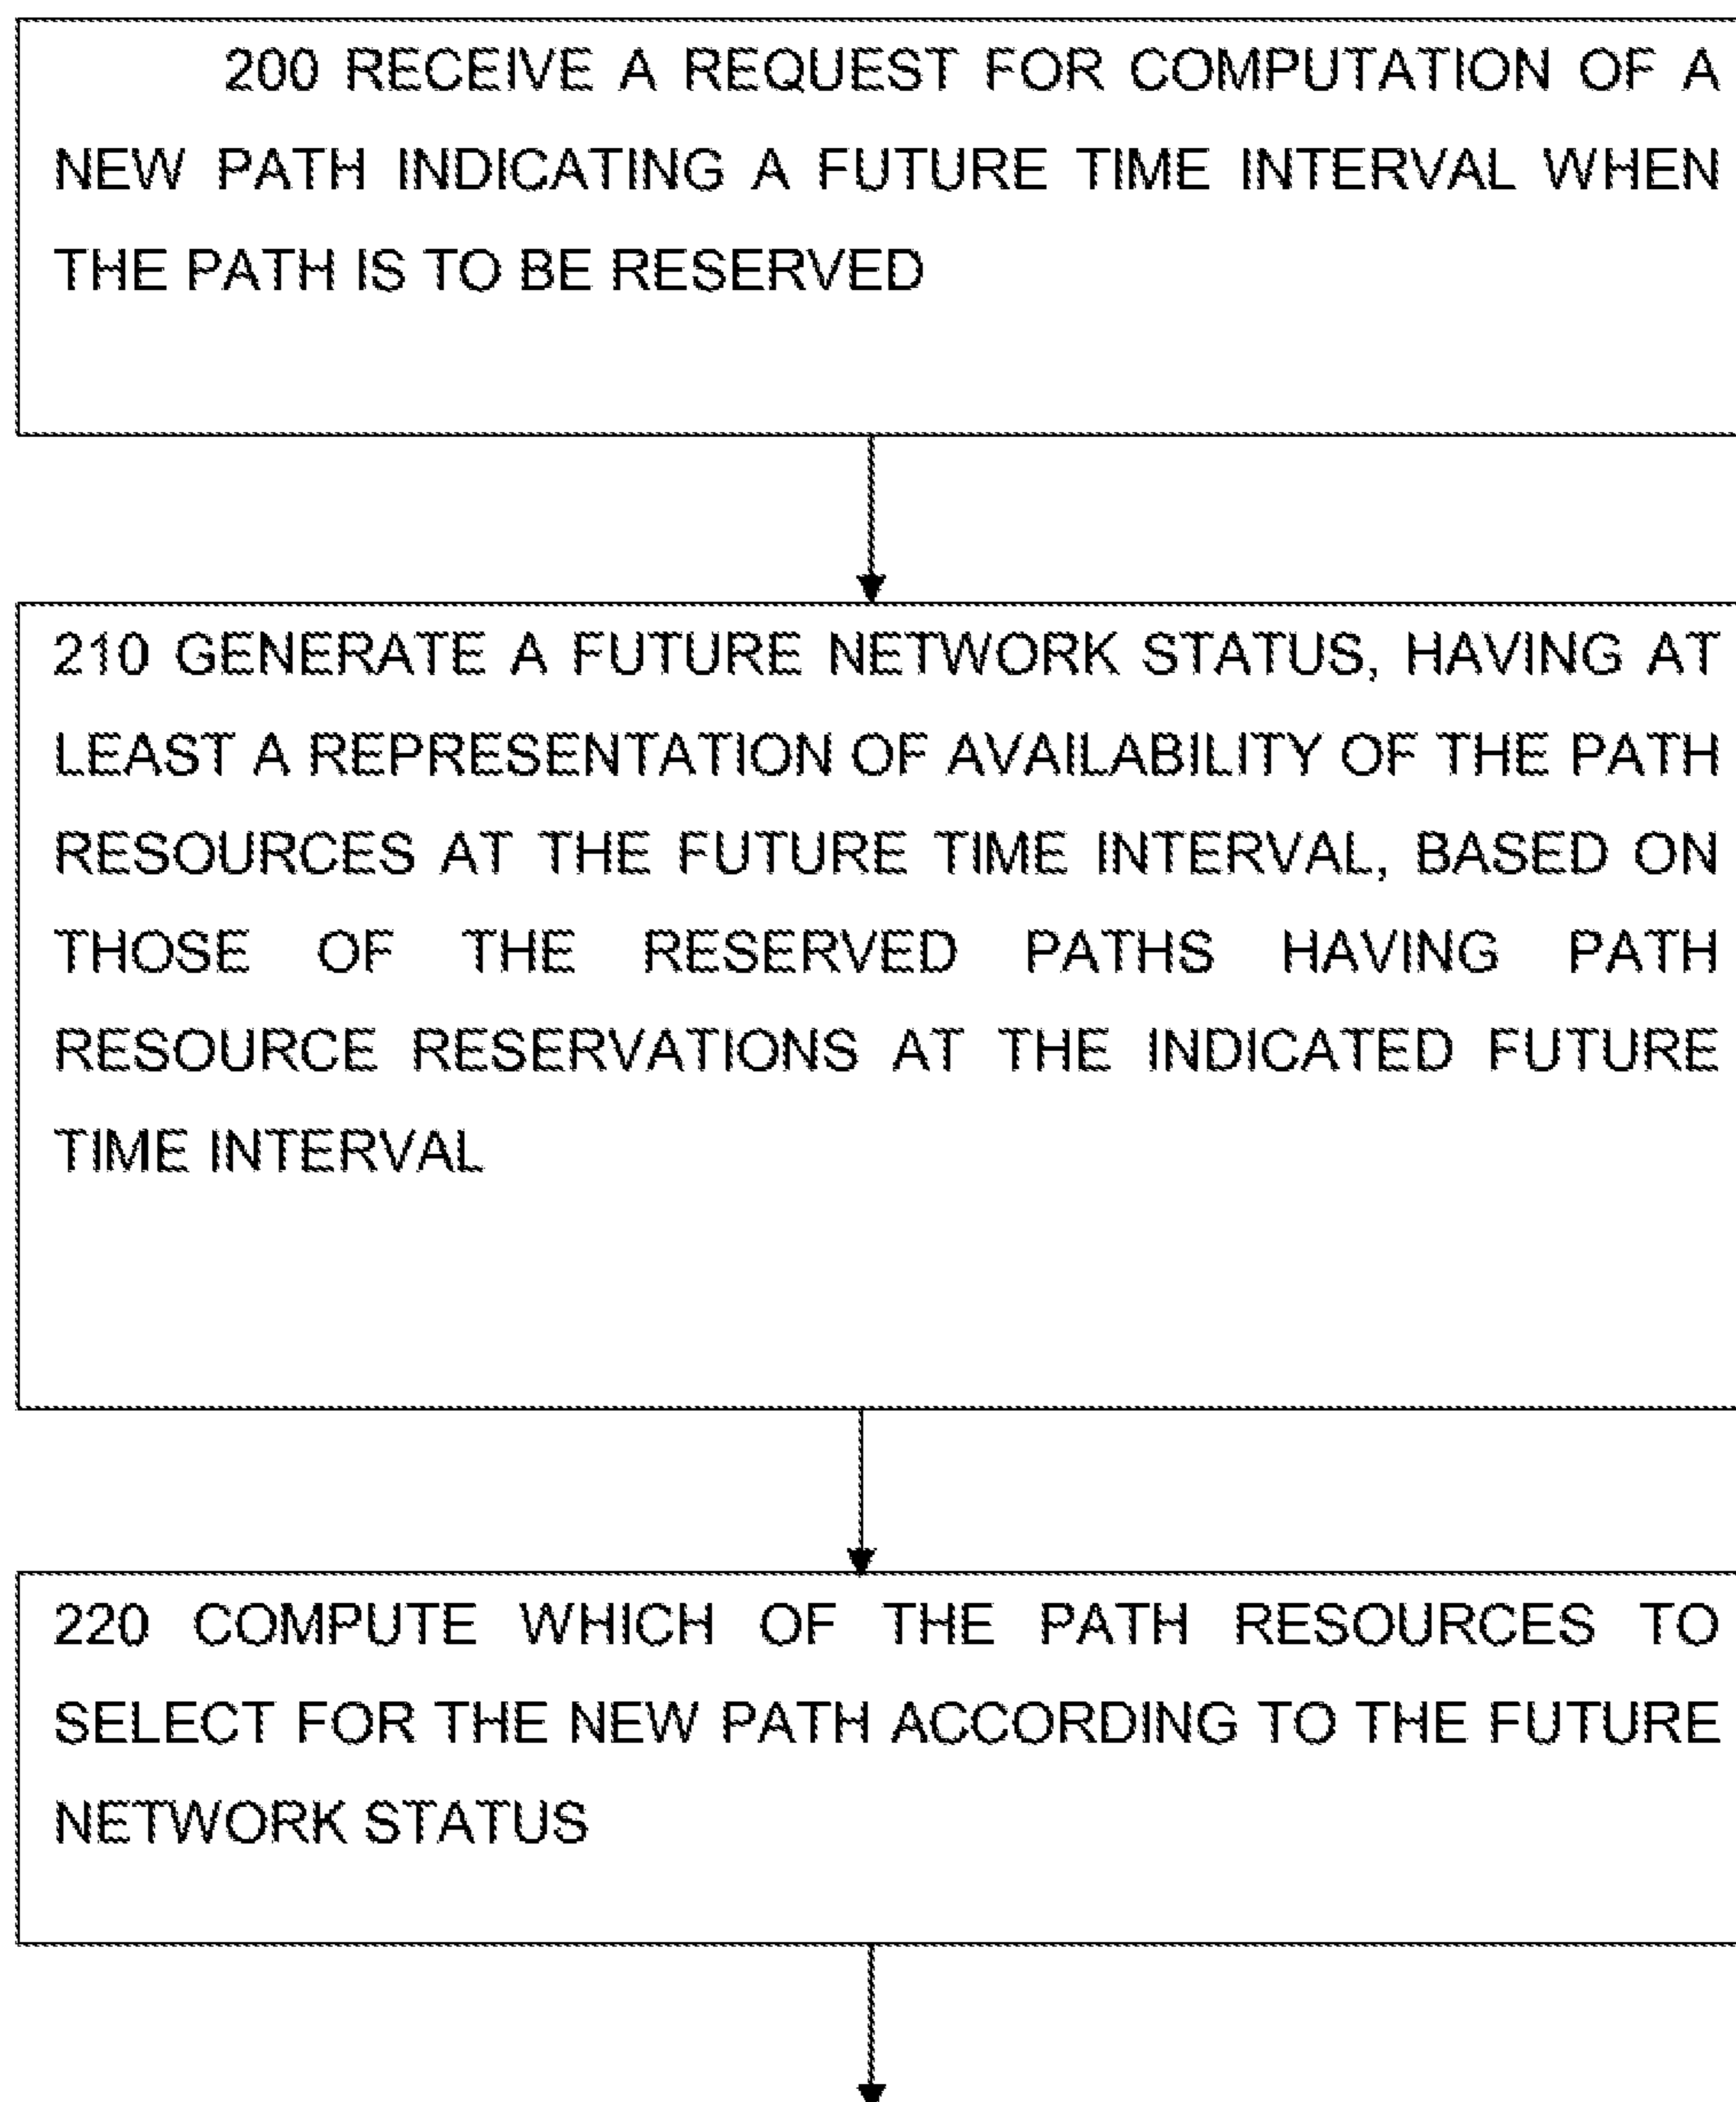 200 RECEIVE A REQUEST FOR COMPUTATION OF A
NEW PATH INDICATING A FUTURE TIME INTERVAL WHEN
THE PATH IS TO BE RESERVED
210 GENERATE A FUTURE NETWORK STATUS, HAVING AT
LEAST A REPRESENTATION OF AVAILABILITY OF THE PATH
RESOURCES AT THE FUTURE TIME INTERVAL, BASED ON
THOSE OF THE RESERVED PATHS HAVING PATH
RESOURCE RESERVATIONS AT THE INDICATED FUTURE
TIME INTERVAL
220 COMPUTE WHICH OF THE PATH RESOURCES TO
SELECT FOR THE NEW PATH ACCORDING TO THE FUTURE
NETWORK STATUS